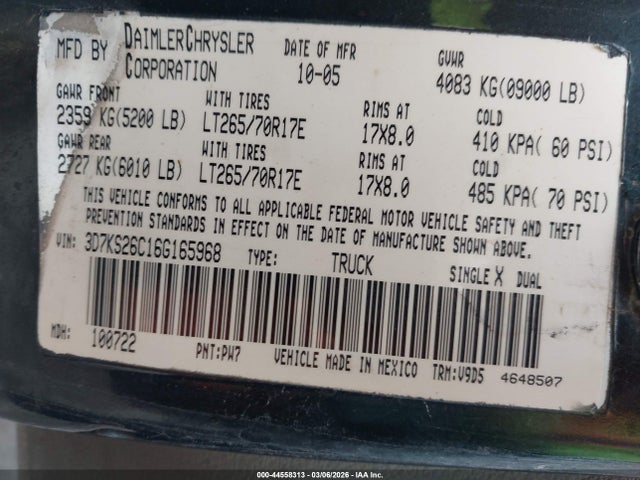 MFD BY DAIMLERCHRYSLER CORPORATION DATE OF MFR 10-05 GVWR 4083 KG(09000 LB)
GAWR FRONT WITH TIRES RIMS AT COLD
2359 KG(5200 LB) LT265/70R17E 17X8.0 410 KPA( 60 PSI)
GAWR REAR WITH TIRES RIMS AT COLD
2727 KG(6010 LB) LT265/70R17E 17X8.0 485 KPA( 70 PSI)
THIS VEHICLE CONFORMS TO ALL APPLICABLE FEDERAL MOTOR VEHICLE SAFETY AND THEFT
PREVENTION STANDARDS IN EFFECT ON THE DATE OF MANUFACTURE SHOWN ABOVE.
VIN: 3D7KS26C16G165968 TYPE: TRUCK SINGLE X DUAL
MDH: 100722 PNT:PW7 VEHICLE MADE IN MEXICO TRM:V9D5 4648507
000-44558313 - 03/06/2026 - IAA Inc.